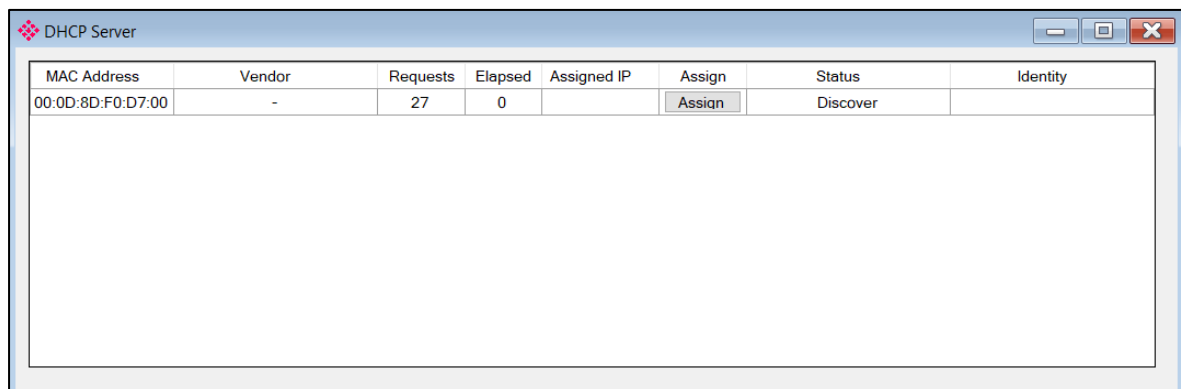 DHCP Server
MAC Address Vendor Requests Elapsed Assigned IP Assign Status Identity
00:0D:8D:F0:D7:00 - 27 0 Assign Discover